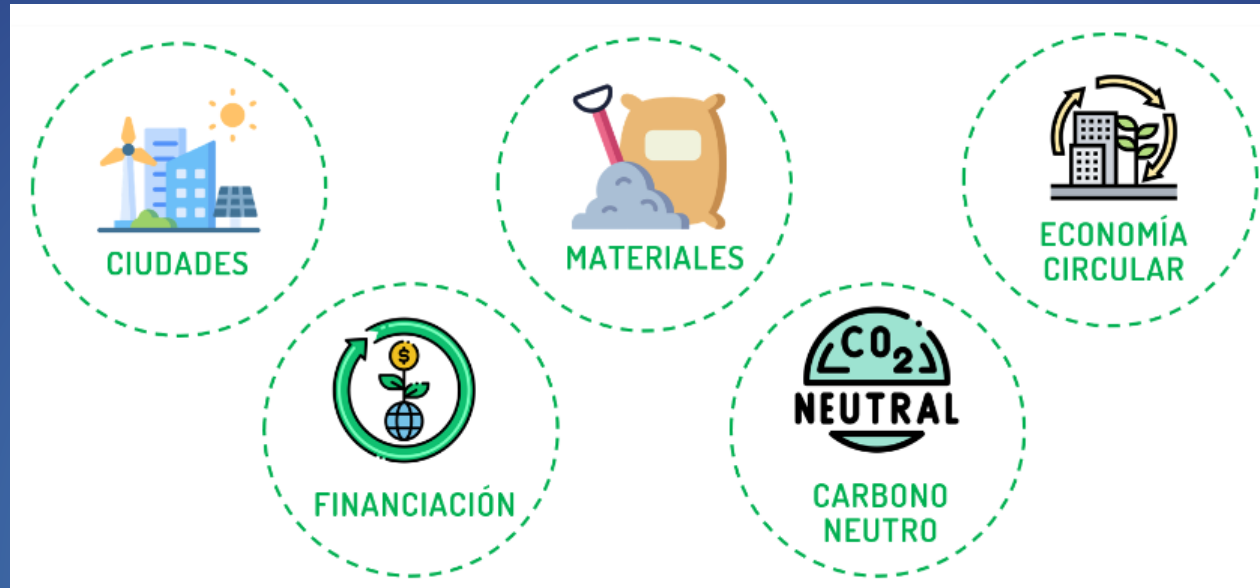 CIUDADES
MATERIALES
ECONOMÍA
CIRCULAR
$
FINANCIACIÓN
CO₂
NEUTRAL
CARBONO
NEUTRO